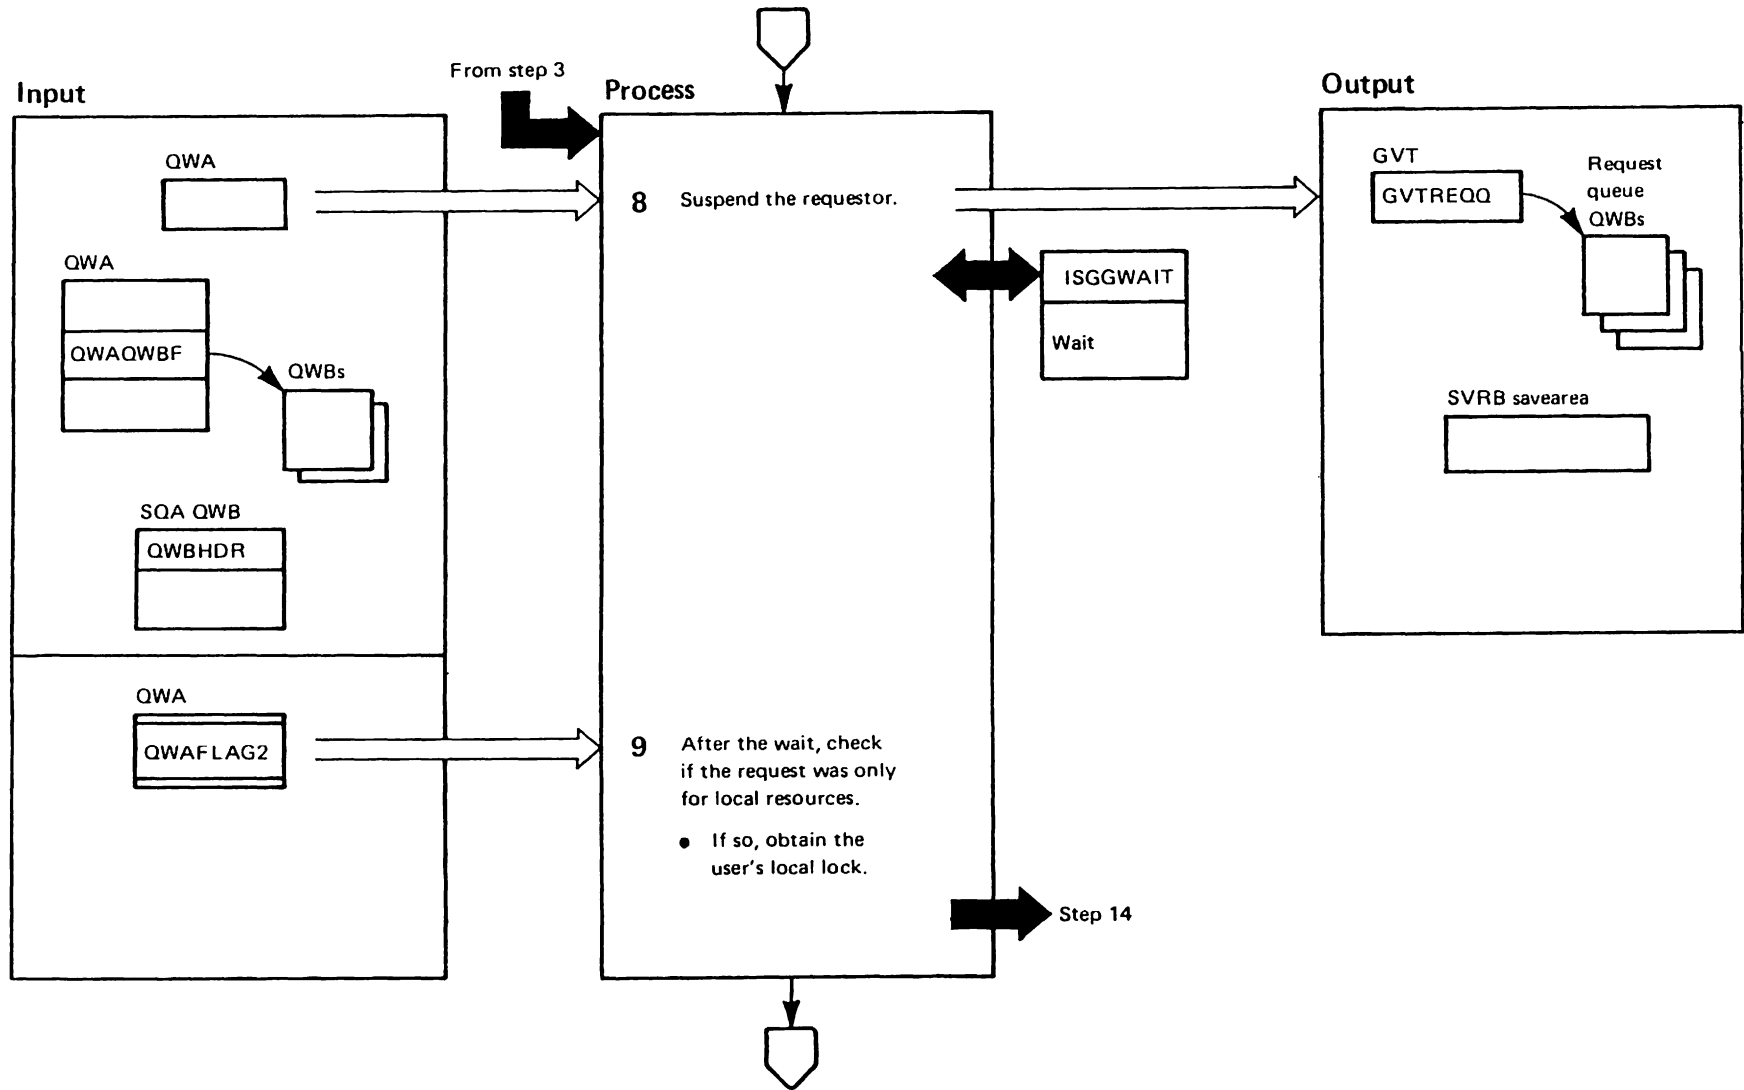 From step 3
Input
Process
Output
QWA
QWA
QWAQWBF
QWBs
SQA QWB
QWBHDR
QWA
QWAFLAG2
8 Suspend the requestor.
ISGGWAIT
Wait
9 After the wait, check
if the request was only
for local resources.
● If so, obtain the
user's local lock.
Step 14
GVT
GVTREQQ
Request
queue
QWBs
SVRB savearea